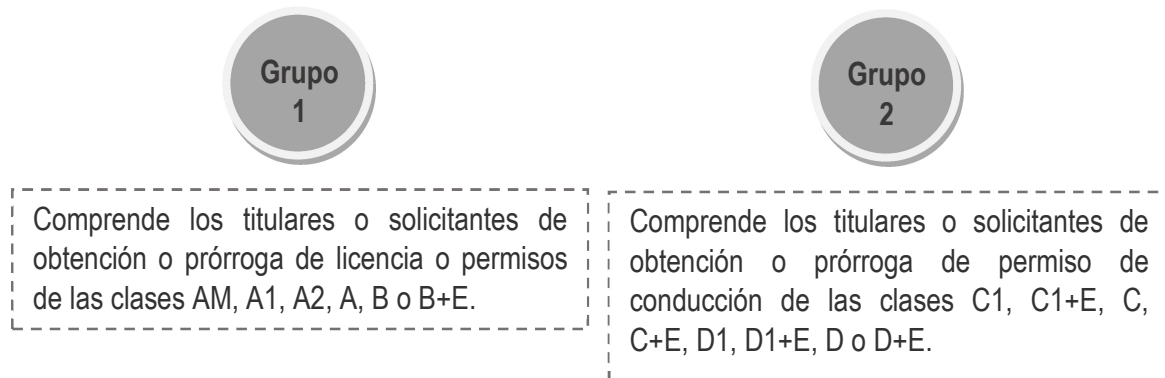 Grupo
1
Comprende los titulares o solicitantes de
obtención o prórroga de licencia o permisos
de las clases AM, A1, A2, A, B o B+E.
Grupo
2
Comprende los titulares o solicitantes de
obtención o prórroga de permiso de
conducción de las clases C1, C1+E, C,
C+E, D1, D1+E, D o D+E.